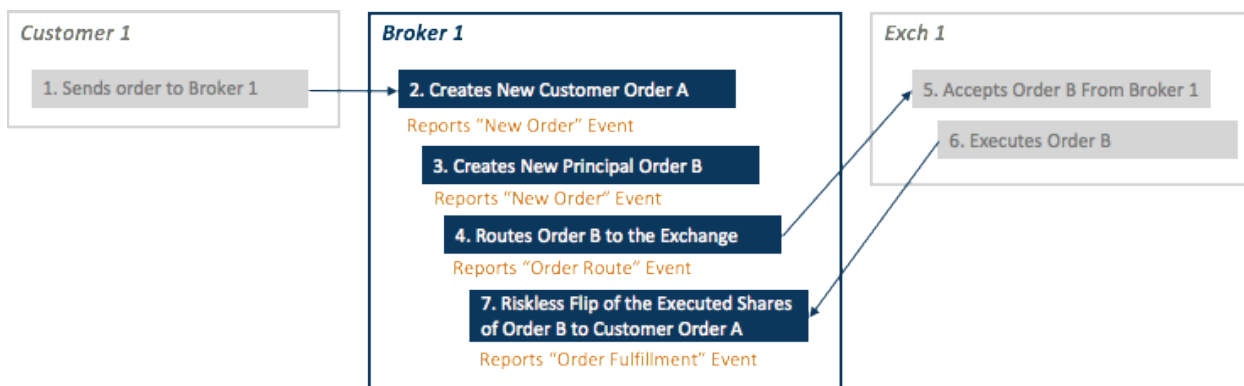 Customer 1
1. Sends order to Broker 1
Broker 1
2. Creates New Customer Order A
Reports “New Order” Event
3. Creates New Principal Order B
Reports “New Order” Event
4. Routes Order B to the Exchange
Reports “Order Route” Event
7. Riskless Flip of the Executed Shares
of Order B to Customer Order A
Reports “Order Fulfillment” Event
Exch 1
5. Accepts Order B From Broker 1
6. Executes Order B